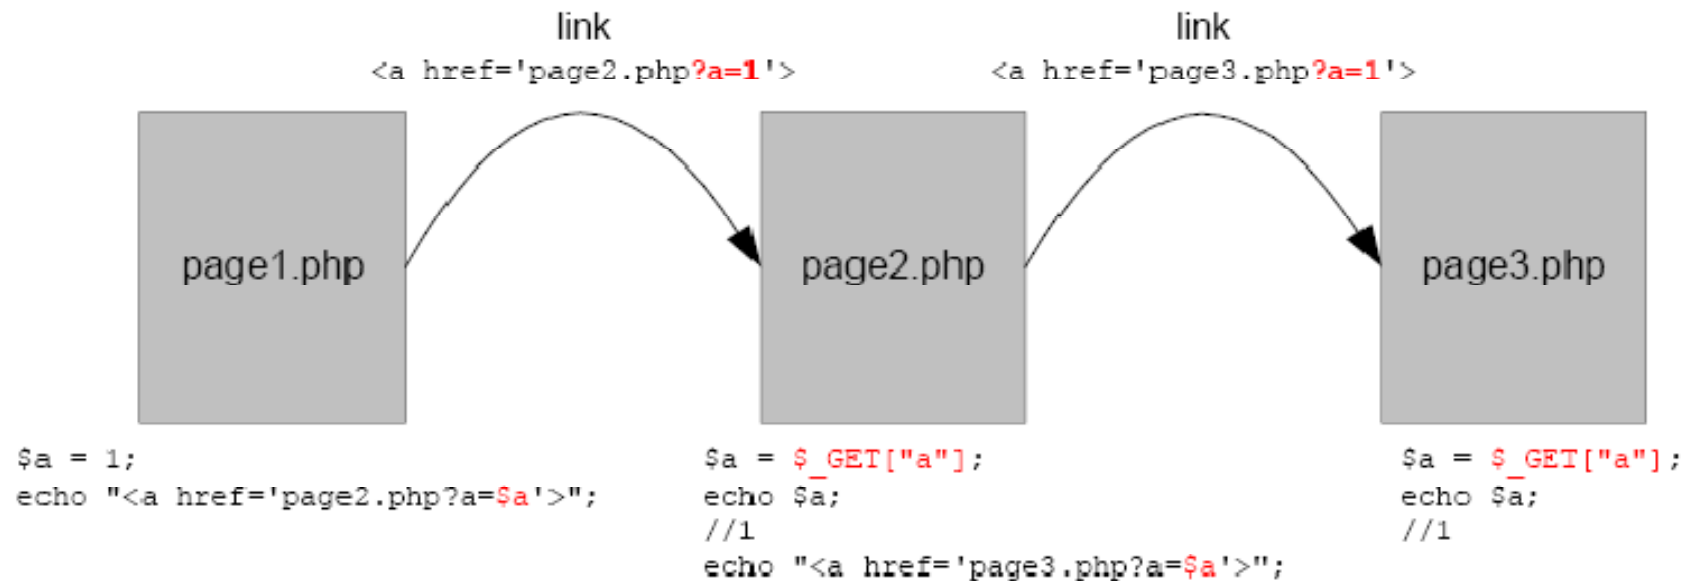 link
<a href='page2.php?a=1'>
link
<a href='page3.php?a=1'>
page1.php
page2.php
page3.php
$a = 1;
echo "<a href='page2.php?a=$a'>";
$a = $_GET["a"];
echo $a;
//1
echo "<a href='page3.php?a=$a'>";
$a = $_GET["a"];
echo $a;
//1